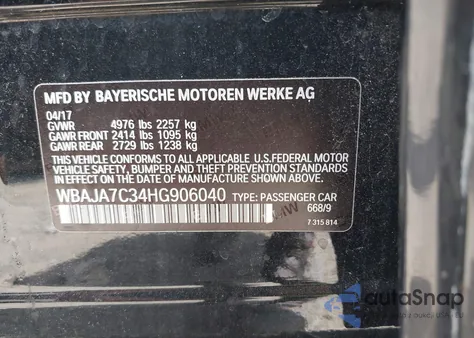 MFD BY BAYERISCHE MOTOREN WERKE AG
04/17
GVWR 4976 lbs 2257 kg
GAWR FRONT 2414 lbs 1095 kg
GAWR REAR 2729 lbs 1238 kg
THIS VEHICLE CONFORMS TO ALL APPLICABLE U.S.FEDERAL MOTOR
VEHICLE SAFETY, BUMPER AND THEFT PREVENTION STANDARDS
IN EFFECT ON THE DATE OF MANUFACTURE SHOWN ABOVE.
WBAJA7C34HG906040 TYPE: PASSENGER CAR
668/9
7 315 814
autoSnap